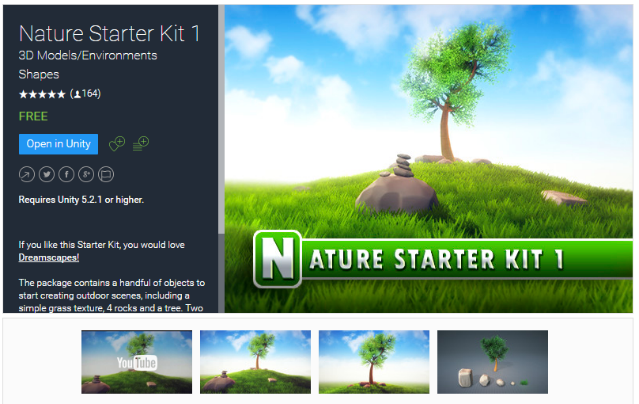 Nature Starter Kit 1
3D Models/Environments
Shapes
★★★★★ (164)
FREE
Open in Unity
Requires Unity 5.2.1 or higher.
If you like this Starter Kit, you would love
Dreamscapes!
The package contains a handful of objects to
start creating outdoor scenes, including a
simple grass texture, 4 rocks and a tree. Two
NATURE STARTER KIT 1
YouTube